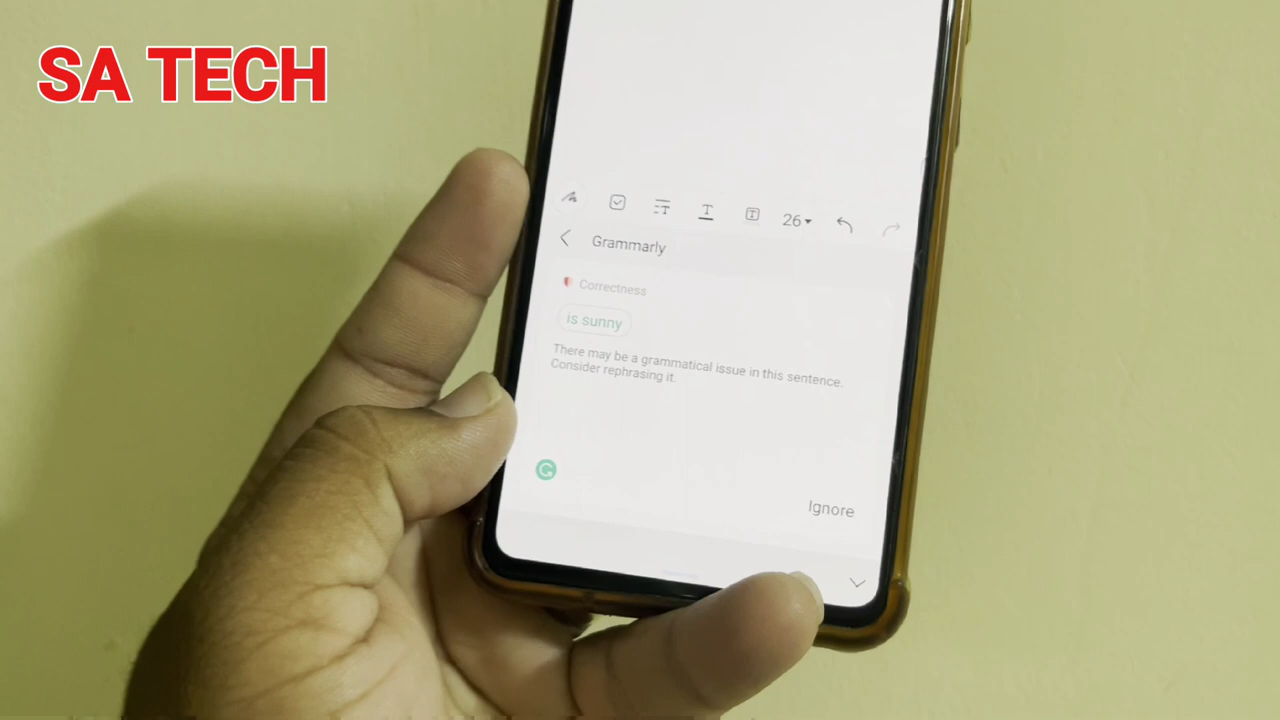 SA TECH
26
Grammarly
Correctness
is sunny
There may be a grammatical issue in this sentence.
Consider rephrasing it.
Ignore